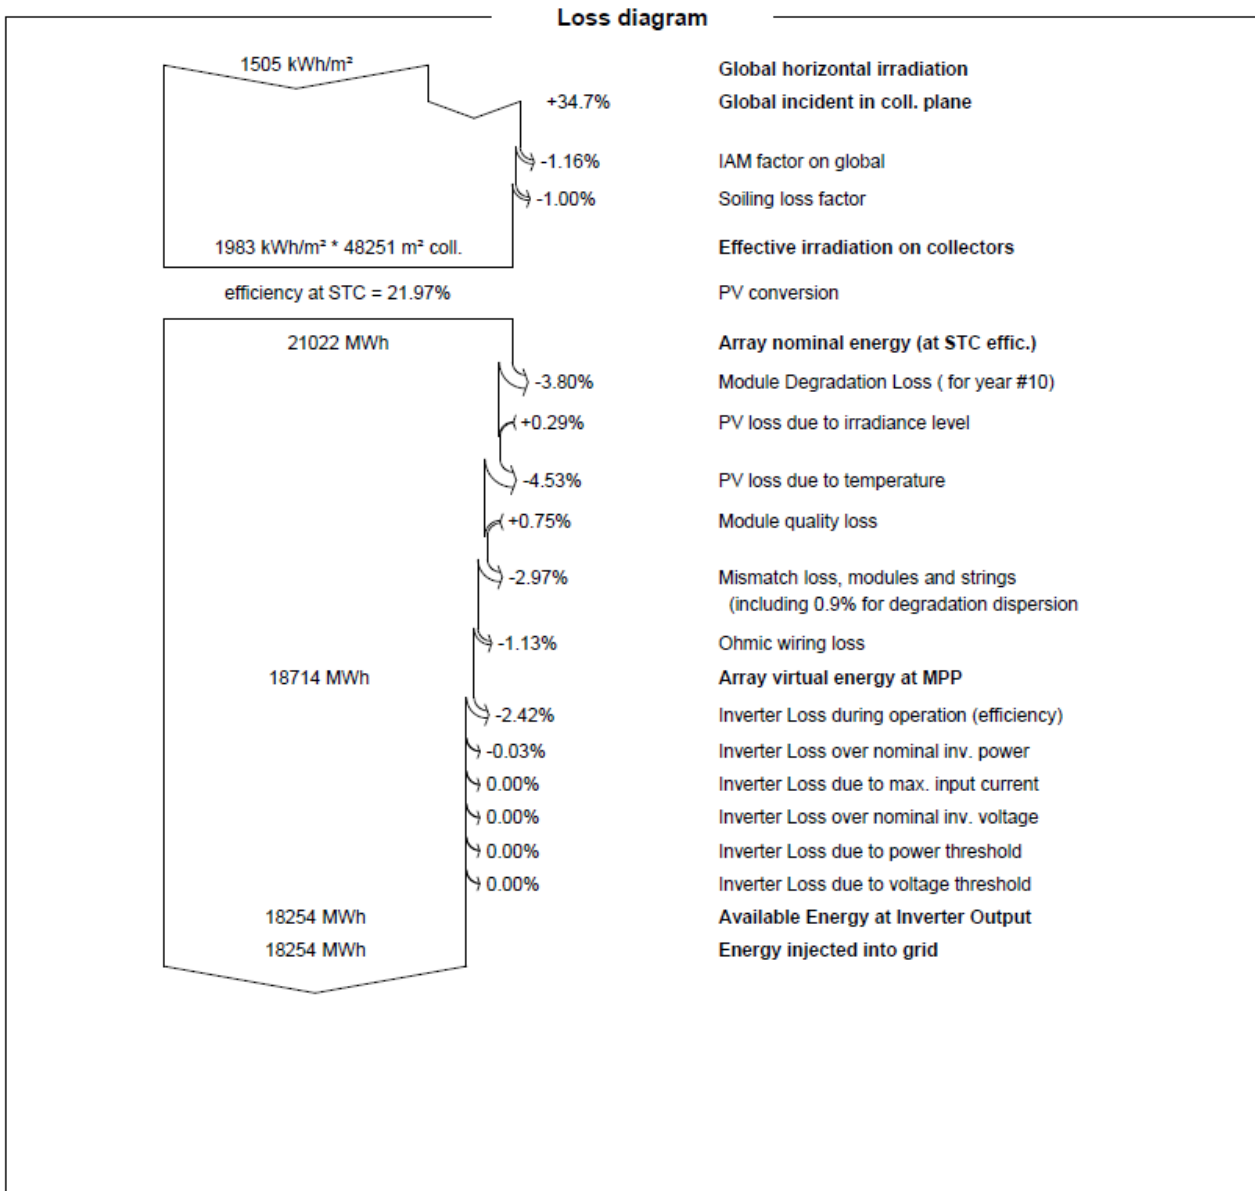 Loss diagram
1505 kWh/m² Global horizontal irradiation
+34.7% Global incident in coll. plane
-1.16% IAM factor on global
-1.00% Soiling loss factor
1983 kWh/m² * 48251 m² coll. Effective irradiation on collectors
efficiency at STC = 21.97% PV conversion
21022 MWh Array nominal energy (at STC effic.)
-3.80% Module Degradation Loss ( for year #10)
+0.29% PV loss due to irradiance level
-4.53% PV loss due to temperature
+0.75% Module quality loss
-2.97% Mismatch loss, modules and strings
(including 0.9% for degradation dispersion
-1.13% Ohmic wiring loss
18714 MWh Array virtual energy at MPP
-2.42% Inverter Loss during operation (efficiency)
-0.03% Inverter Loss over nominal inv. power
0.00% Inverter Loss due to max. input current
0.00% Inverter Loss over nominal inv. voltage
0.00% Inverter Loss due to power threshold
0.00% Inverter Loss due to voltage threshold
18254 MWh Available Energy at Inverter Output
18254 MWh Energy injected into grid